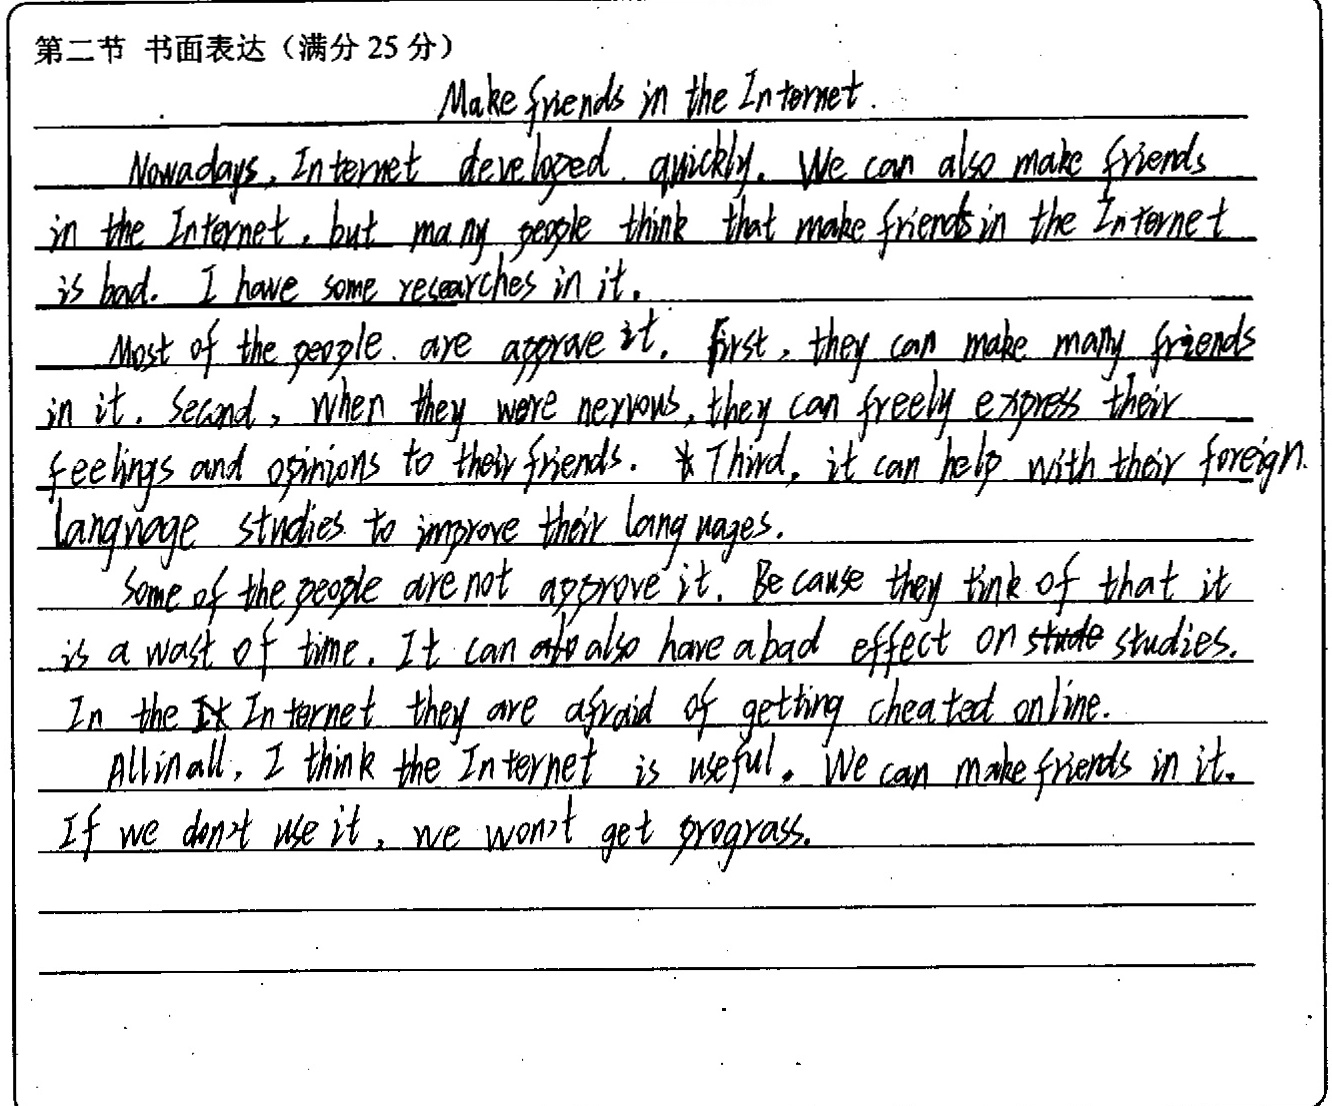 第二节 书面表达（满分 25 分）
Make friends in the Internet.
Nowadays, Internet developed quickly. We can also make friends
in the Internet, but many people think that make friends in the Internet
is bad. I have some researches in it.
Most of the people are approve it. First, they can make many friends
in it. Second, when they were nervous, they can freely express their
feelings and opinions to their friends. Third, it can help with their foreign
language studies to improve their languages.
Some of the people are not approve it. Because they tink of that it
is a wast of time. It can also have a bad effect on studies.
In the Internet they are afraid of getting cheated online.
All in all, I think the Internet is useful. We can make friends in it.
If we don't use it, we won't get prograss.